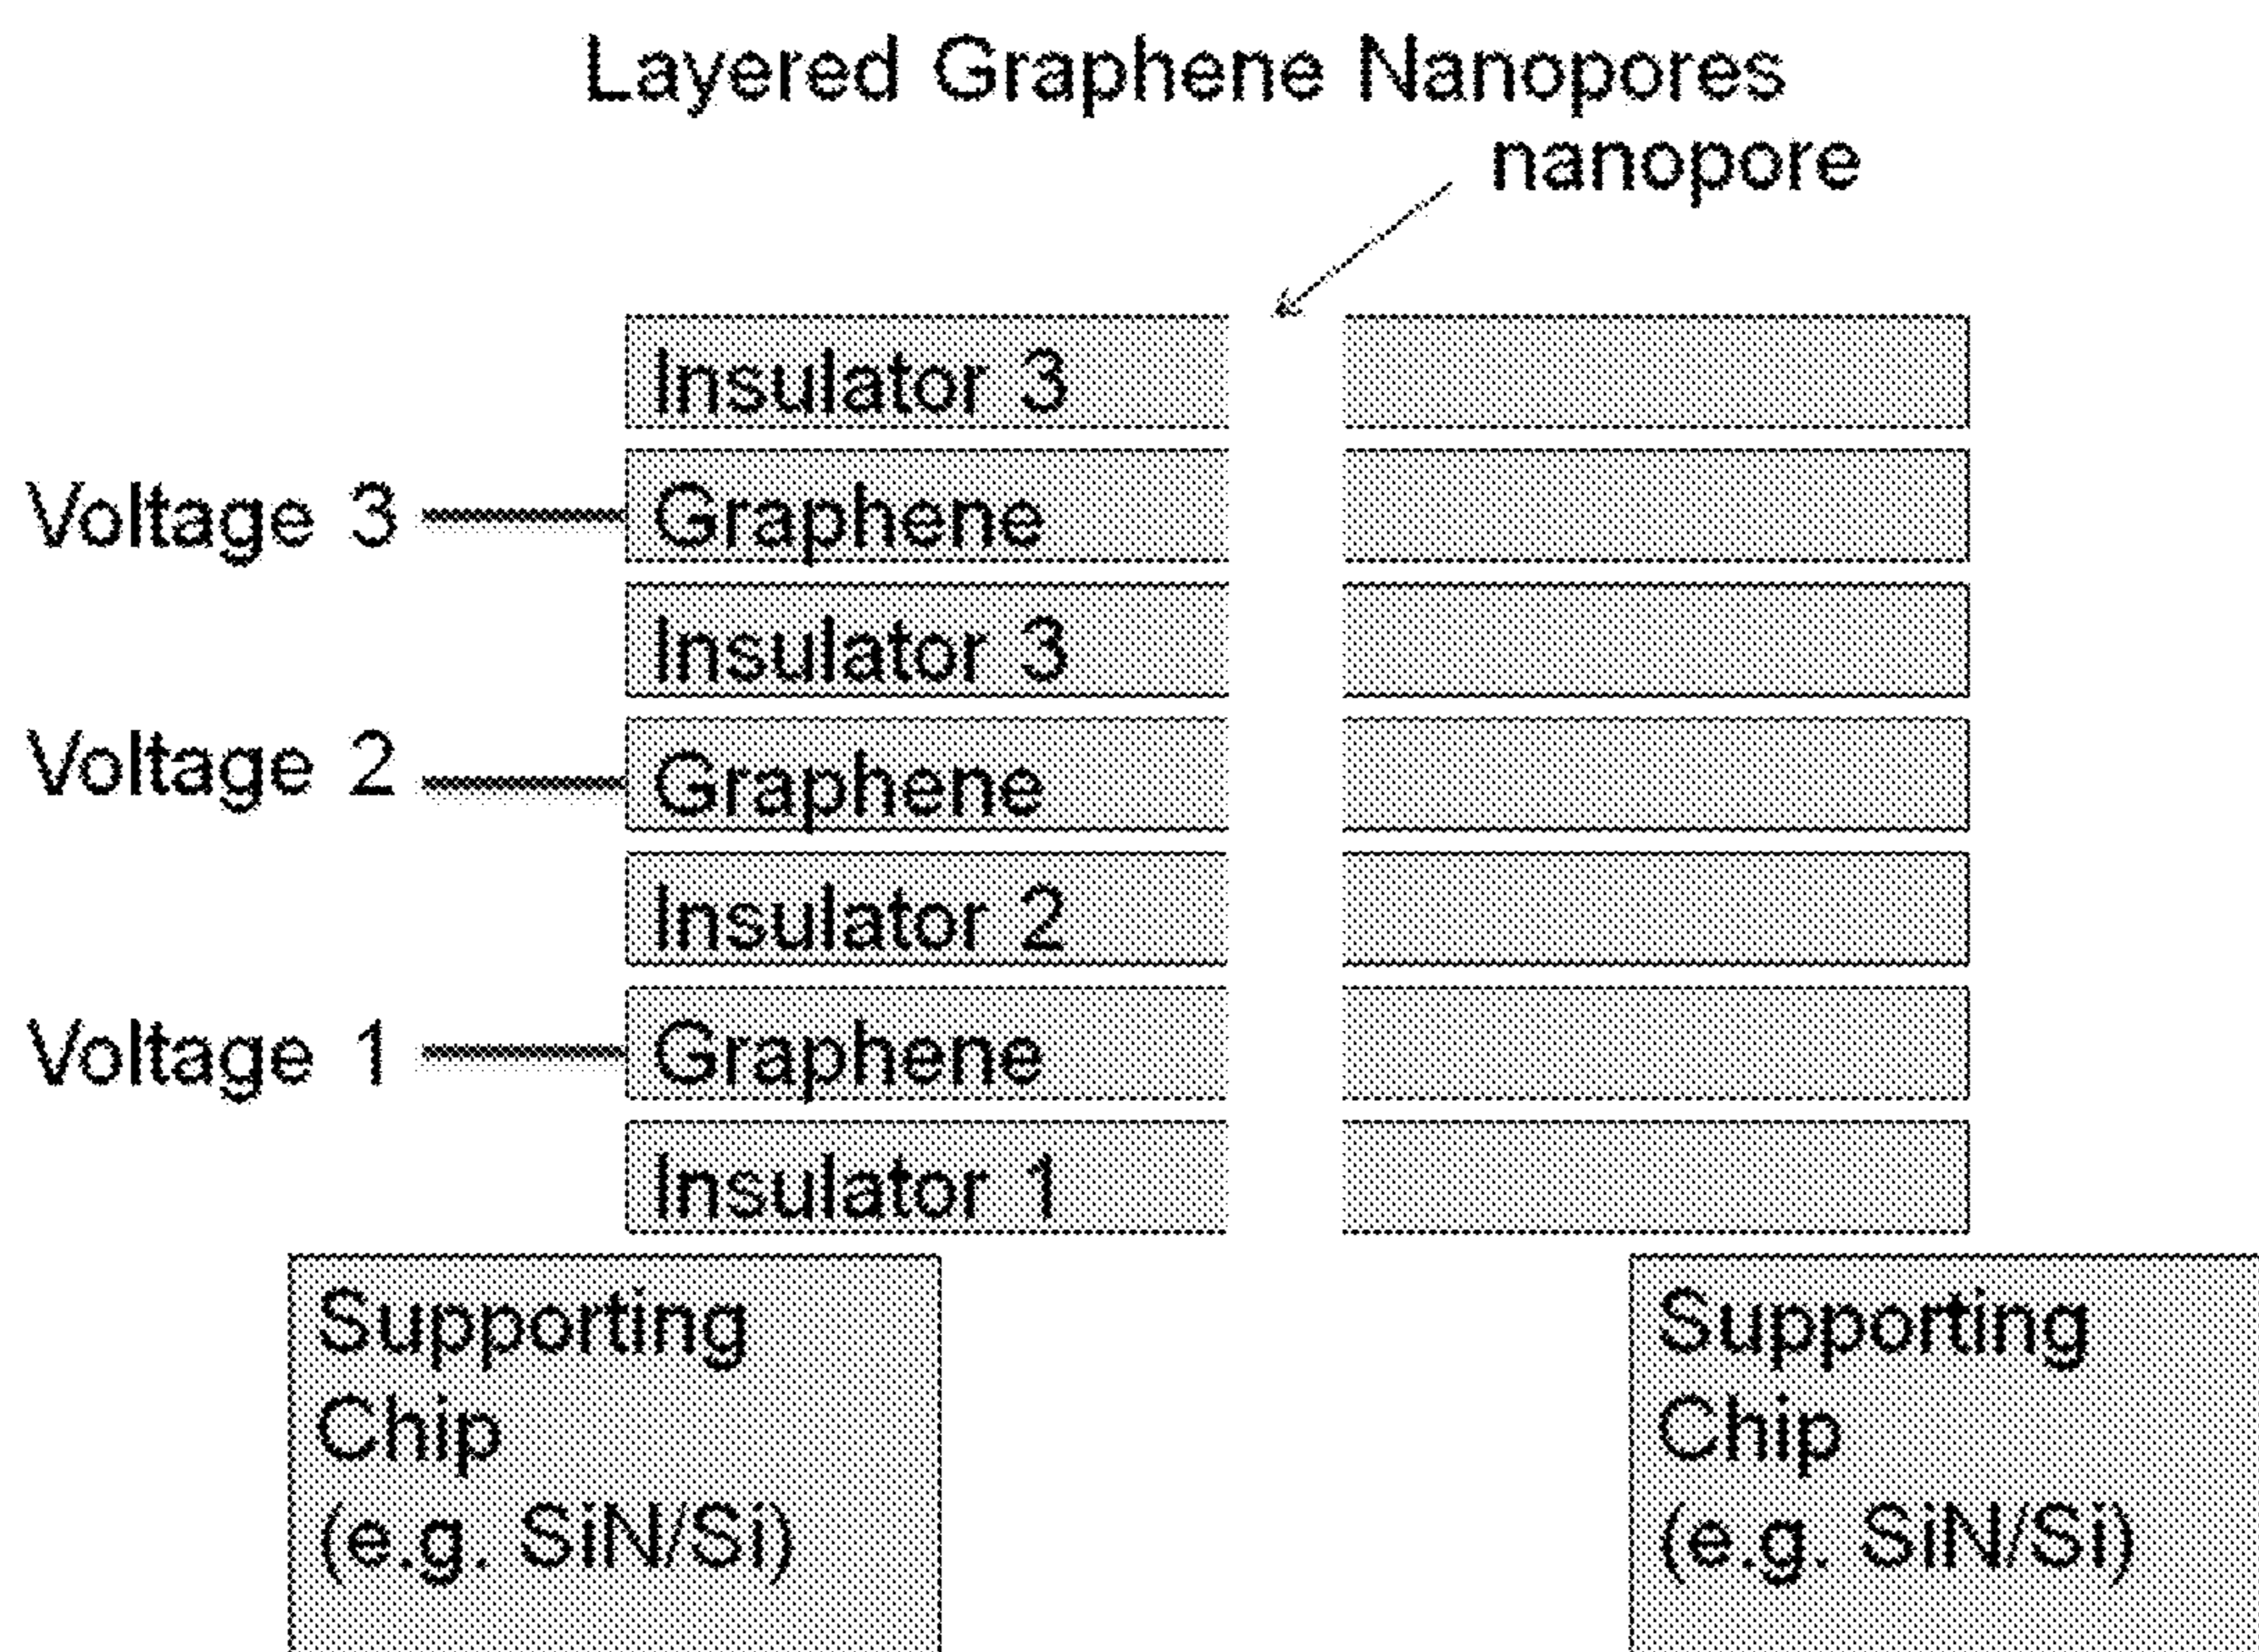 Layered Graphene Nanopores
nanopore
Insulator 3
Voltage 3
Graphene
Insulator 3
Voltage 2
Graphene
Insulator 2
Voltage 1
Graphene
Insulator 1
Supporting
Chip
(e.g. SiN/Si)
Supporting
Chip
(e.g. SiN/Si)